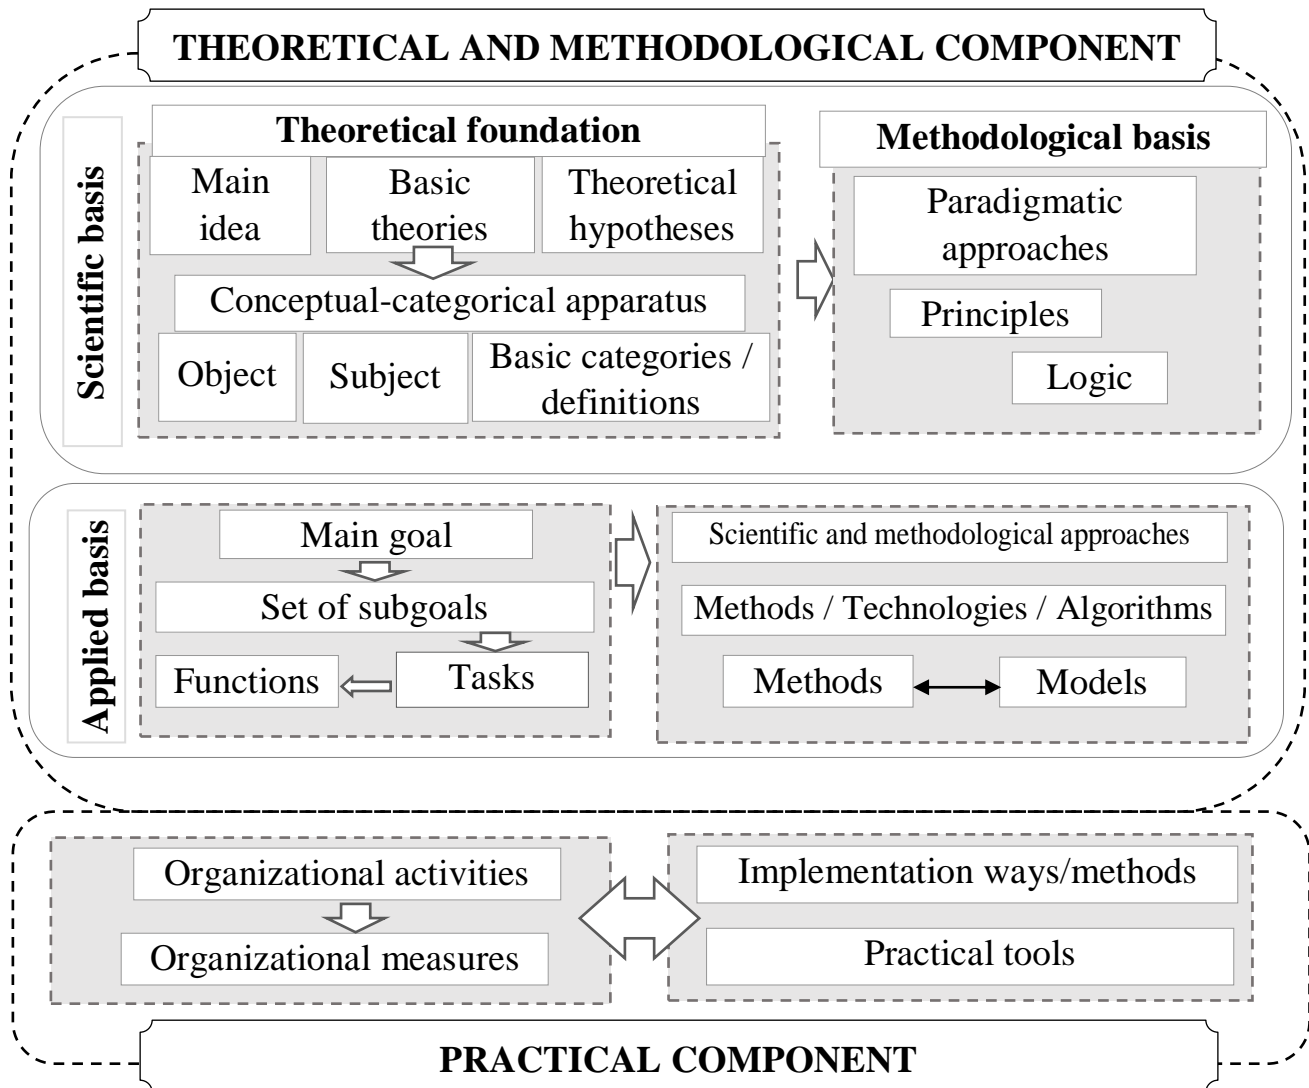 THEORETICAL AND METHODOLOGICAL COMPONENT
Scientific basis
Theoretical foundation
Main
idea
Basic
theories
Theoretical
hypotheses
Conceptual-categorical apparatus
Object
Subject
Basic categories /
definitions
Methodological basis
Paradigmatic
approaches
Principles
Logic
Applied basis
Main goal
Set of subgoals
Functions
Tasks
Scientific and methodological approaches
Methods / Technologies / Algorithms
Methods
Models
Organizational activities
Organizational measures
Implementation ways/methods
Practical tools
PRACTICAL COMPONENT